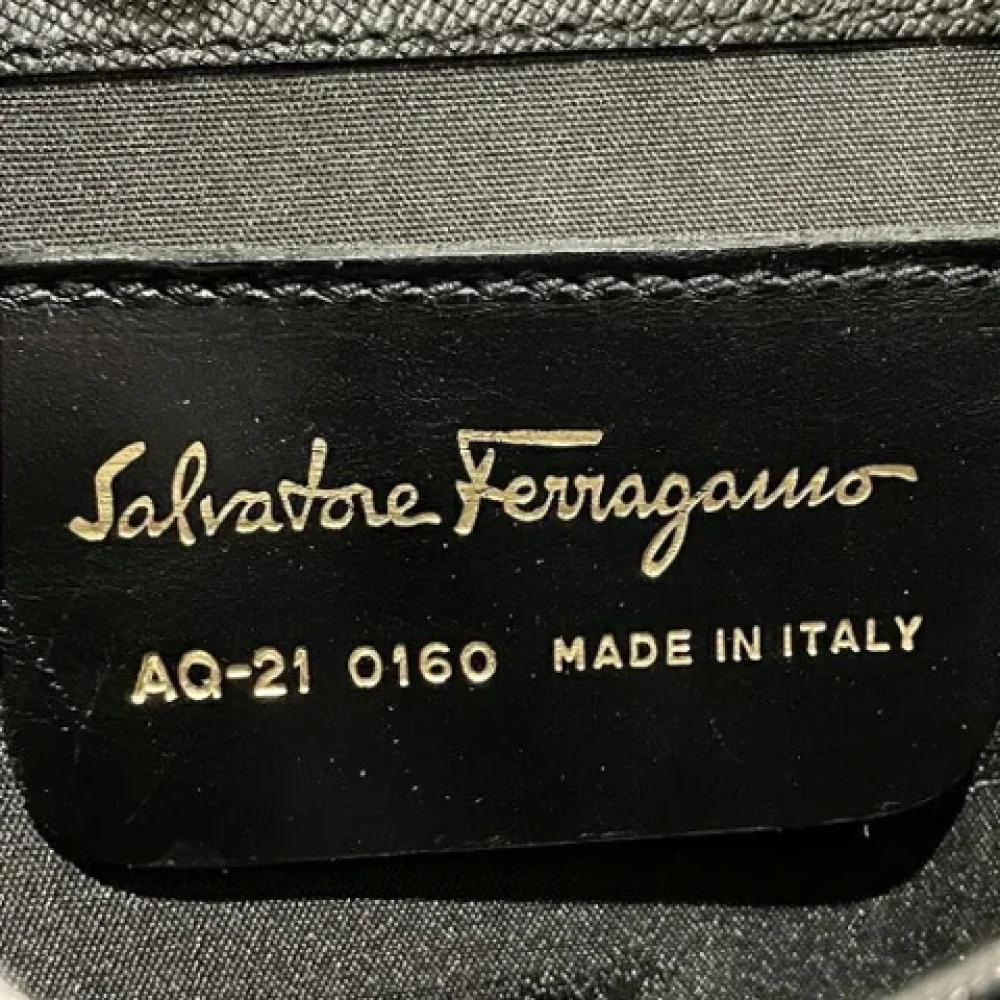 Salvatore Ferragamo
AQ-21 0160 MADE IN ITALY